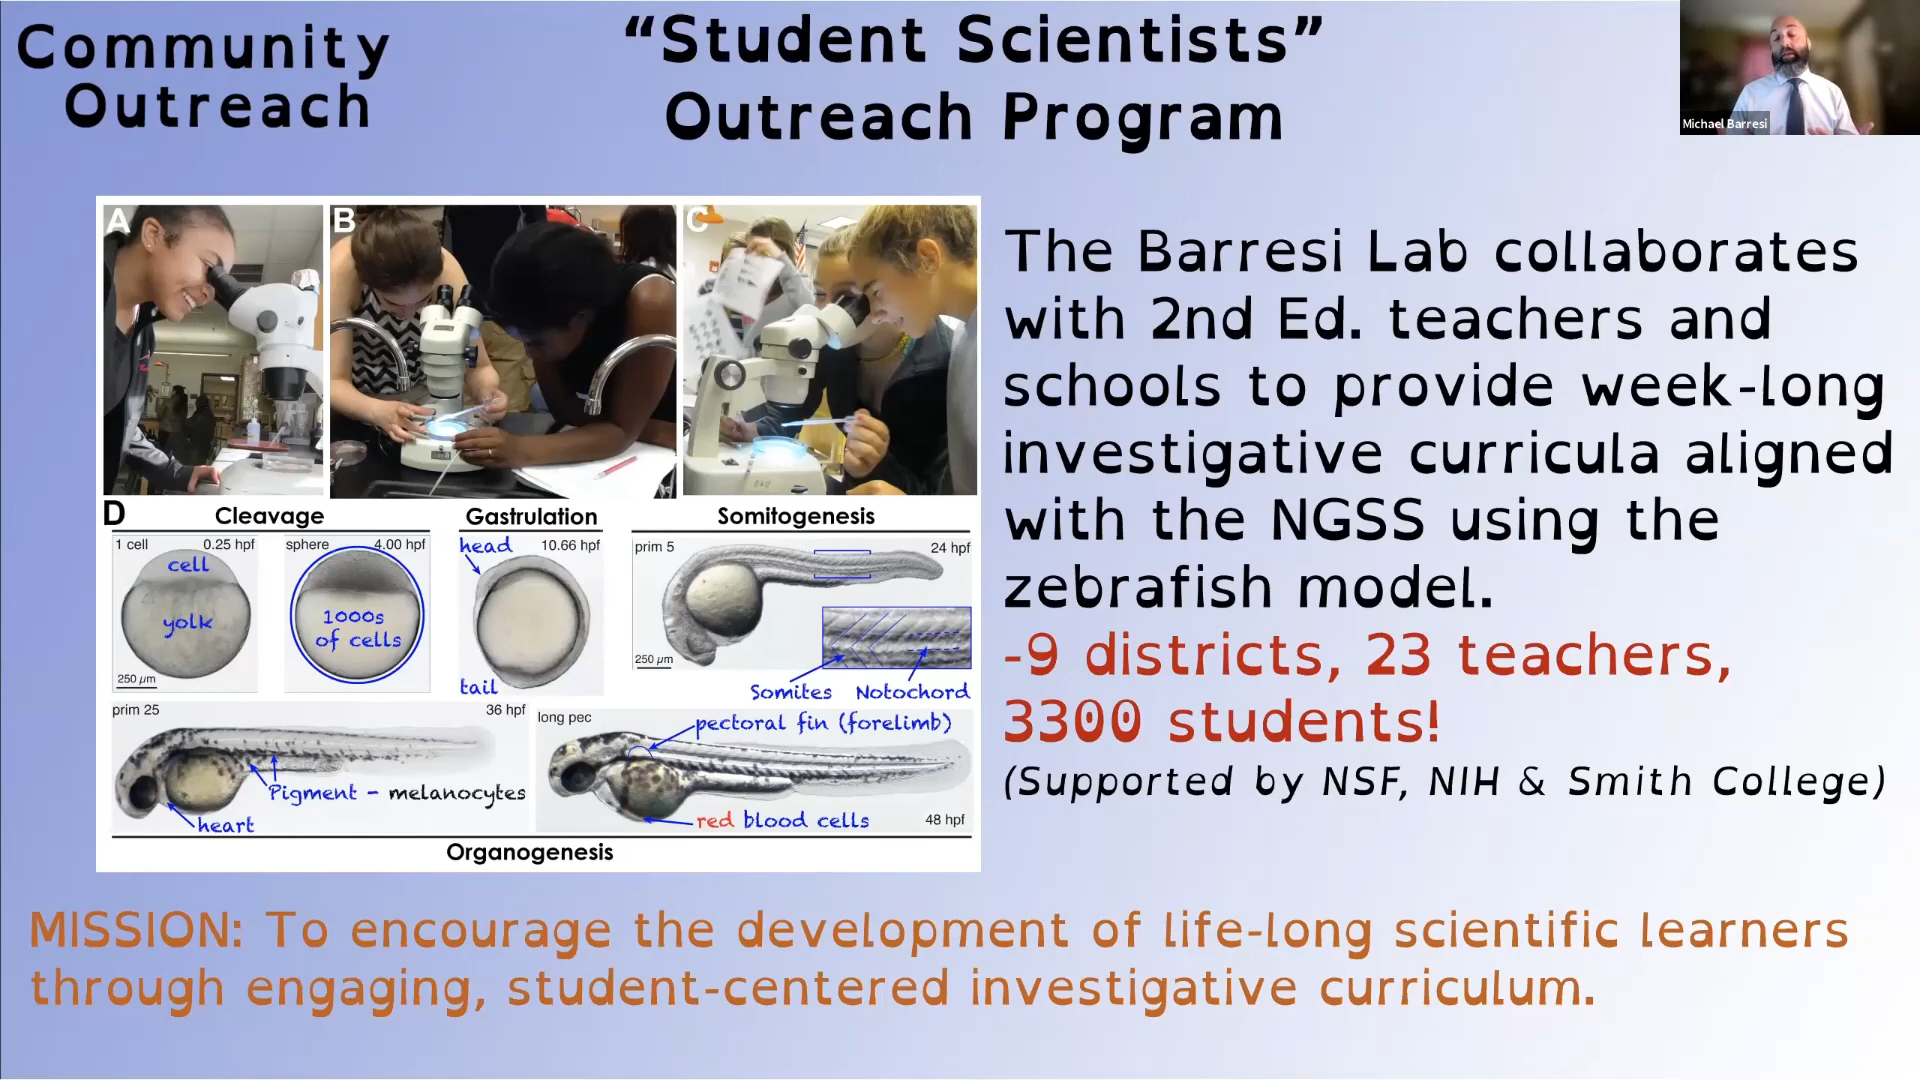 Community
Outreach
“Student Scientists”
Outreach Program
Michael Barresi
A
B
C
The Barresi Lab collaborates
with 2nd Ed. teachers and
schools to provide week-long
investigative curricula aligned
with the NGSS using the
zebrafish model.
-9 districts, 23 teachers,
3300 students!
(Supported by NSF, NIH & Smith College)
D
Cleavage
Gastrulation
Somitogenesis
1 cell 0.25 hpf
cell
yolk
250 µm
sphere 4.00 hpf
1000s
of cells
head
10.66 hpf
tail
prim 5
24 hpf
250 µm
Somites
Notochord
prim 25
36 hpf
Pigment - melanocytes
heart
long pec
pectoral fin (forelimb)
red blood cells
48 hpf
Organogenesis
MISSION: To encourage the development of life-long scientific learners
through engaging, student-centered investigative curriculum.